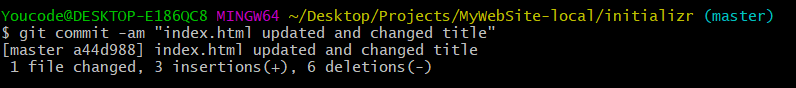 Youcode@DESKTOP-E186QC8 MINGW64 ~/Desktop/Projects/MyWebSite-local/initializr (master)
$ git commit -am "index.html updated and changed title"
[master a44d988] index.html updated and changed title
 1 file changed, 3 insertions(+), 6 deletions(-)